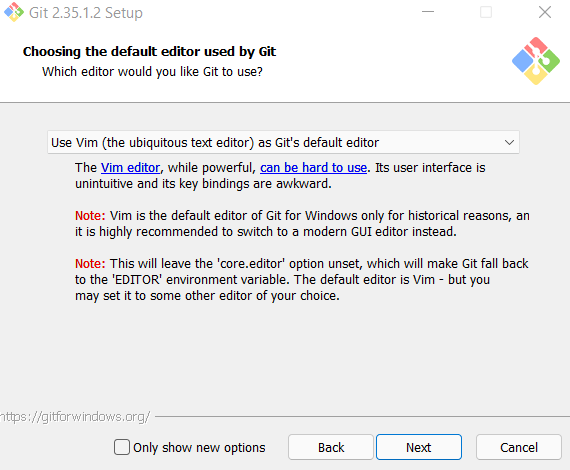 Git 2.35.1.2 Setup
Choosing the default editor used by Git
Which editor would you like Git to use?
Use Vim (the ubiquitous text editor) as Git's default editor
The Vim editor, while powerful, can be hard to use. Its user interface is
unintuitive and its key bindings are awkward.
Note: Vim is the default editor of Git for Windows only for historical reasons, an
it is highly recommended to switch to a modern GUI editor instead.
Note: This will leave the 'core.editor' option unset, which will make Git fall back
to the 'EDITOR' environment variable. The default editor is Vim - but you
may set it to some other editor of your choice.
https://gitforwindows.org/
Only show new options Back Next Cancel